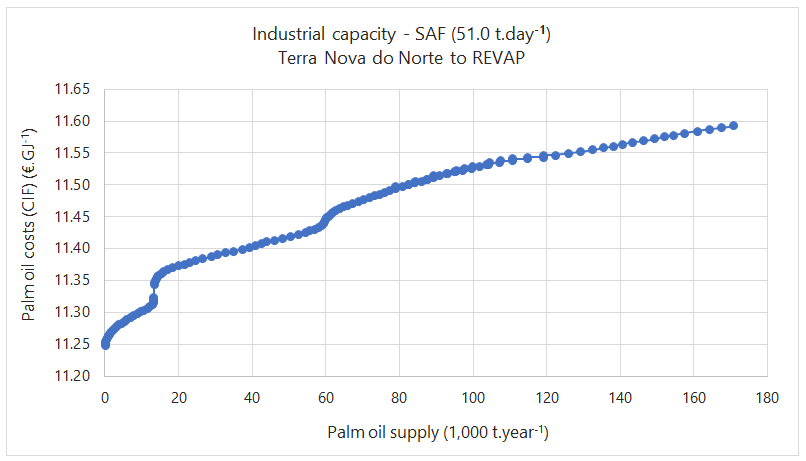 Industrial capacity - SAF (51.0 t.day⁻¹)
Terra Nova do Norte to REVAP
Palm oil costs (CIF) (€.GJ⁻¹)
11.65
11.60
11.55
11.50
11.45
11.40
11.35
11.30
11.25
11.20
0 20 40 60 80 100 120 140 160 180
Palm oil supply (1,000 t.year⁻¹)